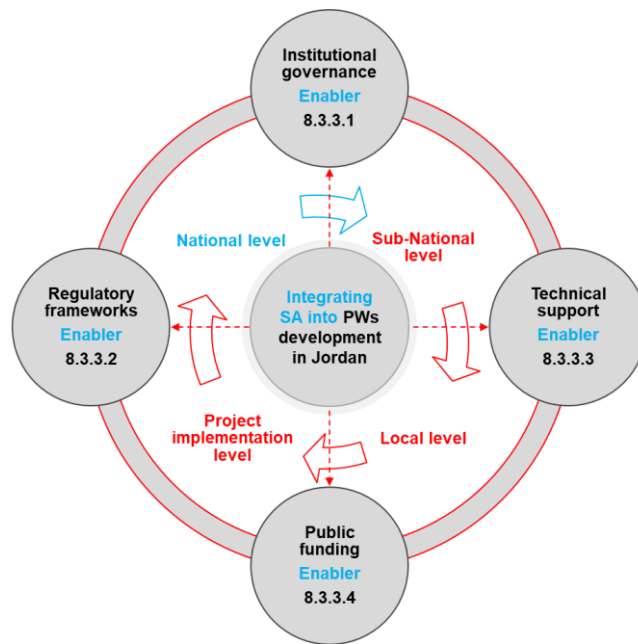 Institutional
governance
Enabler
8.3.3.1
National level
Sub-National
level
Regulatory
frameworks
Enabler
8.3.3.2
Integrating
SA into PWs
development
in Jordan
Technical
support
Enabler
8.3.3.3
Project
implementation
level
Local level
Public
funding
Enabler
8.3.3.4